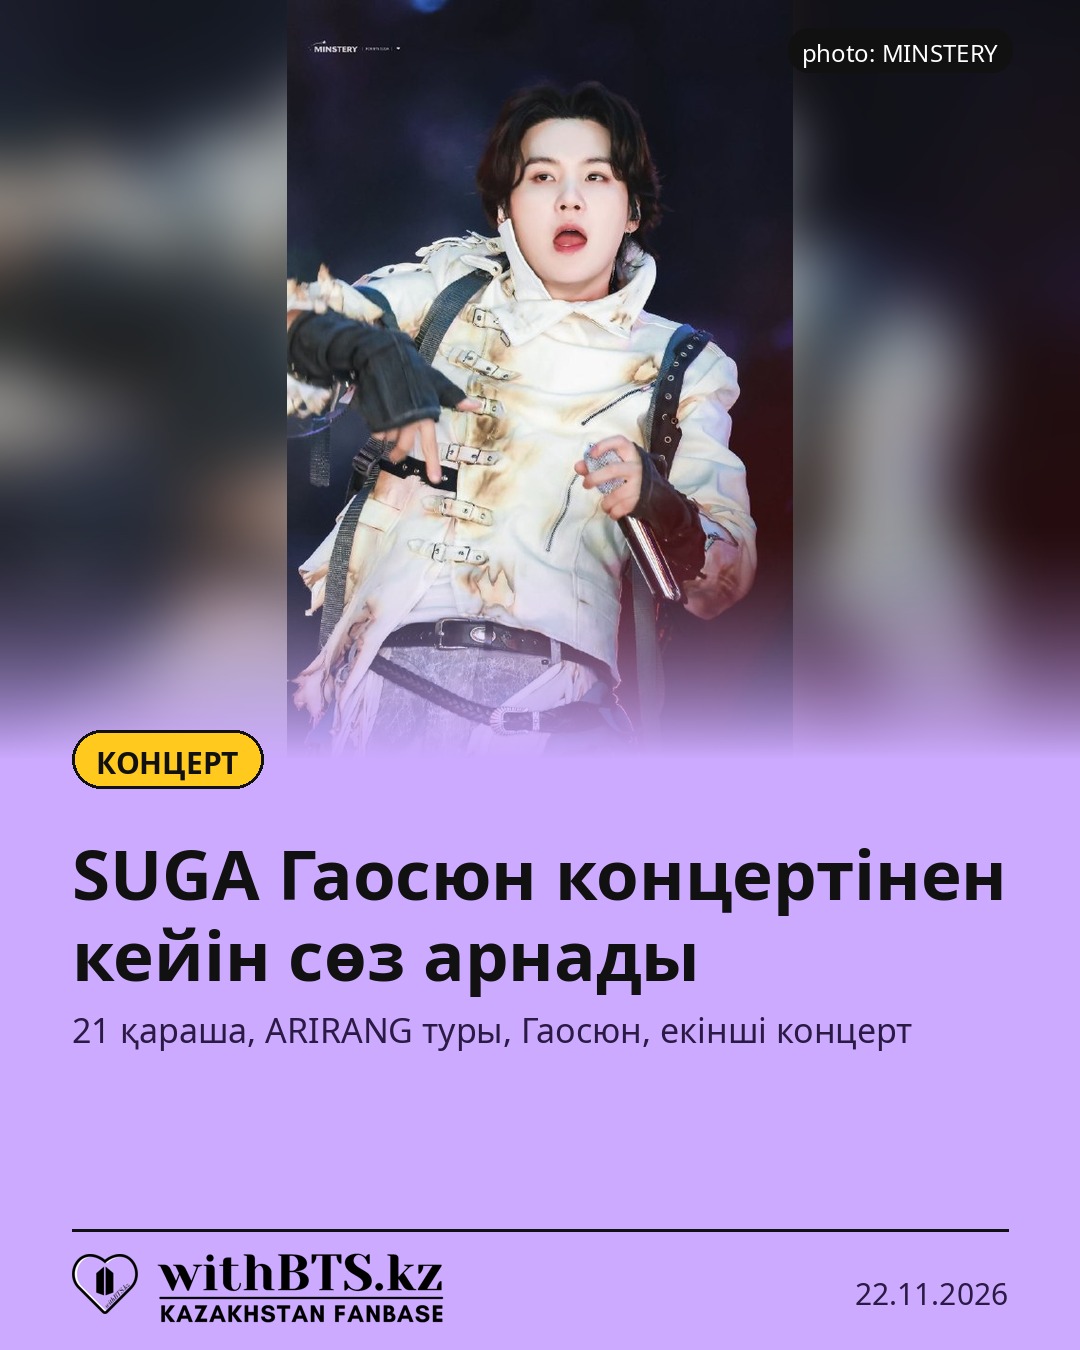 MINSTERY
photo: MINSTERY
КОНЦЕРТ
SUGA Гаосюн концертінен
кейін сөз арнады
21 қараша, ARIRANG туры, Гаосюн, екінші концерт
withBTS.kz
KAZAKHSTAN FANBASE
22.11.2026